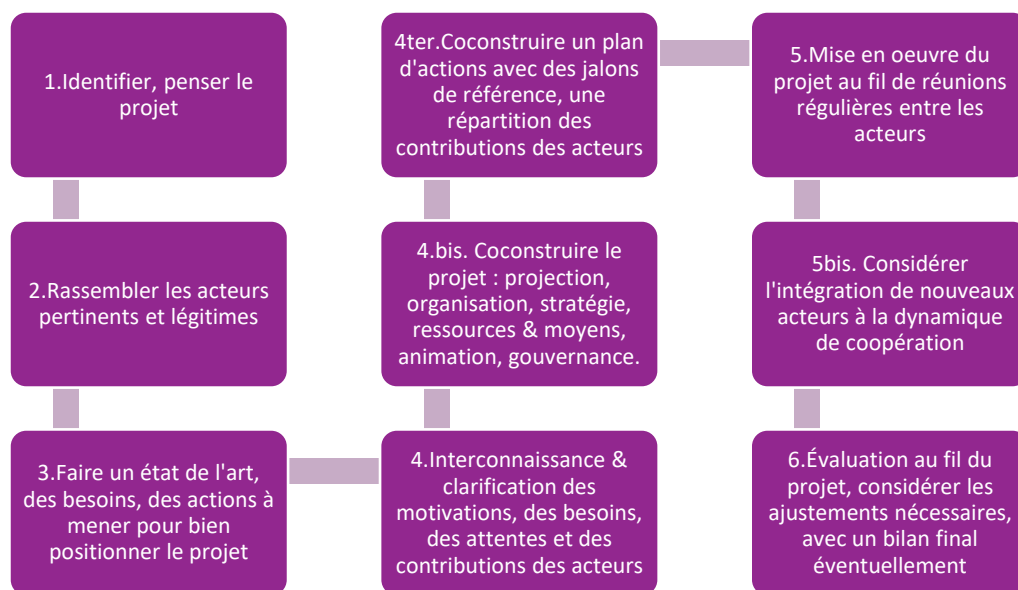 1.Identifier, penser le
projet
2.Rassembler les acteurs
pertinents et légitimes
3.Faire un état de l'art,
des besoins, des actions à
mener pour bien
positionner le projet
4.Interconnaissance &
clarification des
motivations, des besoins,
des attentes et des
contributions des acteurs
4.bis. Coconstruire le
projet : projection,
organisation, stratégie,
ressources & moyens,
animation, gouvernance.
4ter.Coconstruire un plan
d'actions avec des jalons
de référence, une
répartition des
contributions des acteurs
5.Mise en oeuvre du
projet au fil de réunions
régulières entre les
acteurs
5bis. Considérer
l'intégration de nouveaux
acteurs à la dynamique
de coopération
6.Évaluation au fil du
projet, considérer les
ajustements nécessaires,
avec un bilan final
éventuellement